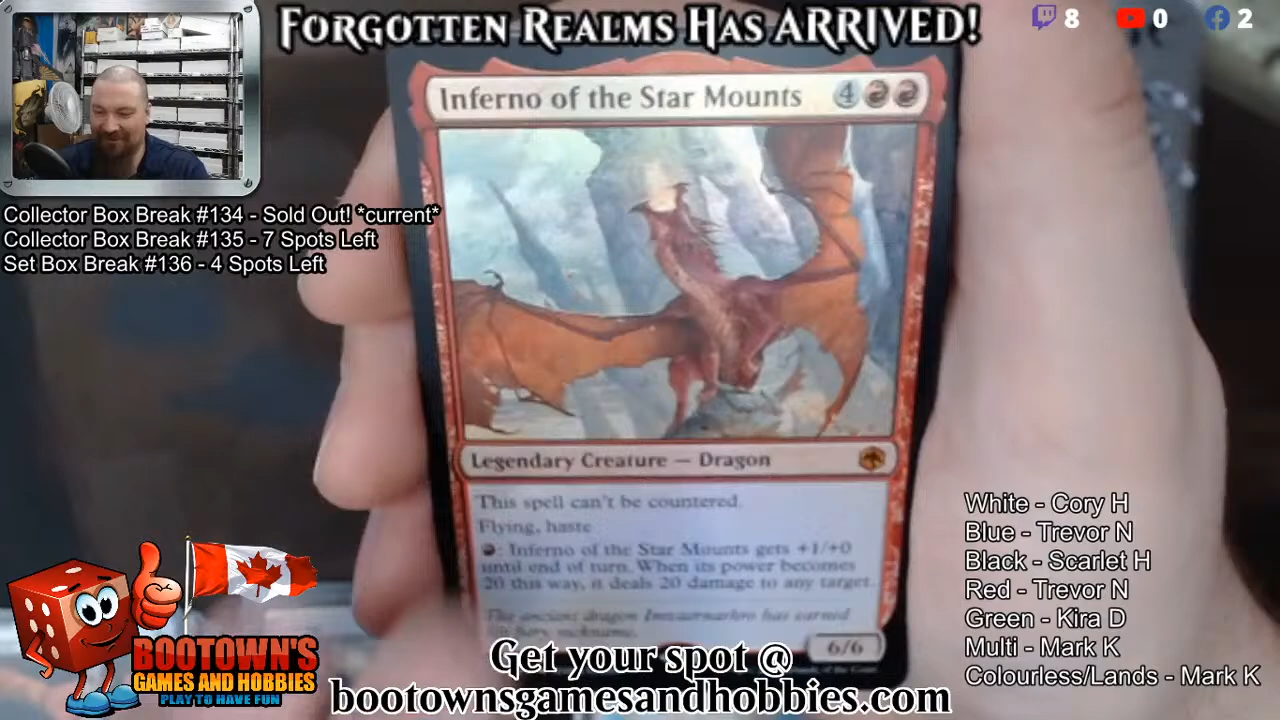 FORGOTTEN REALMS HAS ARRIVED!
8 0 2
Inferno of the Star Mounts 4
Collector Box Break #134 - Sold Out! *current*
Collector Box Break #135 - 7 Spots Left
Set Box Break #136 - 4 Spots Left
Legendary Creature — Dragon
This spell can't be countered.
Flying, haste
: Inferno of the Star Mounts gets +1/+0
until end of turn. When its power becomes
20 this way, it deals 20 damage to any target.
The ancient dragon has earned
6/6
White - Cory H
Blue - Trevor N
Black - Scarlet H
Red - Trevor N
Green - Kira D
Multi - Mark K
Colourless/Lands - Mark K
BOOTOWN'S
GAMES AND HOBBIES
PLAY TO HAVE FUN
Get your spot @
bootownsgamesandhobbies.com